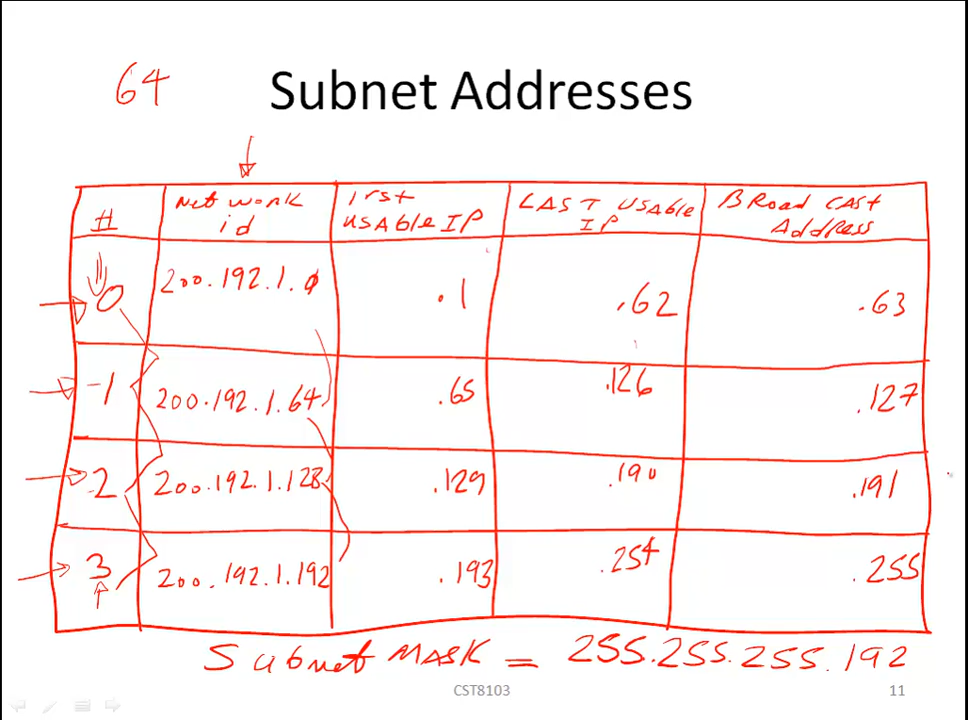 64
Subnet Addresses
# Network id 1rst usable IP LAST usable IP BRoad cast Address
0 200.192.1.0 .1 .62 .63
1 200.192.1.64 .65 .126 .127
2 200.192.1.128 .129 .190 .191
3 200.192.1.192 .193 .254 .255
Subnet MASK = 255.255.255.192
CST8103
11